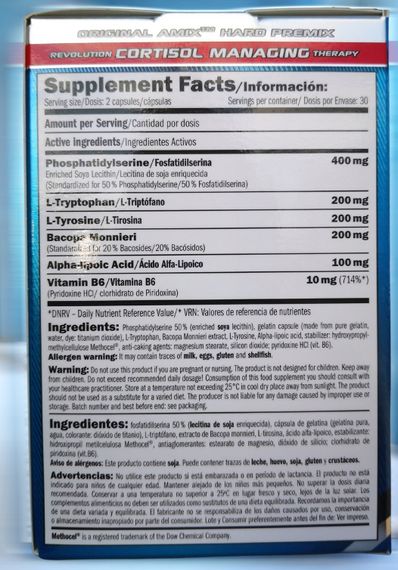 ORIGINAL AMIX™ HARD PREMIX
REVOLUTION CORTISOL MANAGING THERAPY
Supplement Facts/Información:
Serving size/Dosis: 2 capsules/cápsulas Servings per container/ Dosis por Envase: 30
Amount per Serving/Cantidad por dosis
Active ingredients/Ingredientes Activos
Phosphatidylserine/Fosfatidilserina 400 mg
Enriched Soya Lecithin/Lecitina de soya enriquecida
(Standardized for 50% Phosphatidylserine/50% Fosfatidilserina)
L-Tryptophan/L-Triptófano 200 mg
L-Tyrosine/L-Tirosina 200 mg
Bacopa Monnieri 200 mg
(Standardized for 20% Bacosides/20% Bacósidos)
Alpha-lipoic Acid/Ácido Alfa-Lipoico 100 mg
Vitamin B6/Vitamina B6 10 mg (714%*)
(Pyridoxine HCl/ clorhidrato de Piridoxina)
*DNRV – Daily Nutrient Reference Value/* VRN: Valores de referencia de nutrientes
Ingredients: Phosphatidylserine 50% (enriched soya lecithin), gelatin capsule (made from pure gelatin,
water, dye: titanium dioxide), L-Tryptophan, Bacopa Monnieri extract, L-Tyrosine, Alpha-lipoic acid, stabilizer: hydroxypropyl-
methylcellulose Methocel®, anti-caking agents: magnesium stearate, silicon dioxide; pyridoxine HCl (vit. B6).
Allergen warning: It may contain traces of milk, eggs, gluten and shellfish.
Warning: Do not use this product if you are pregnant or nursing. The product is not designed for children. Keep away
from children. Do not exceed recommended daily dosage! Consumption of this food supplement you should consult with
your healthcare practitioner. Store at a temperature not exceeding 25°C in cool dry place away from sunlight. The product
should not be used as a substitute for a varied diet. The producer is not liable for any damages caused by improper use or
storage. Batch number and best before end: see packaging.
Ingredientes: fosfatidilserina 50% (lecitina de soja enriquecida), cápsula de gelatina (gelatina pura,
agua, colorante: dióxido de titanio), L-triptófano, extracto de Bacopa monnieri, L-tirosina, ácido alfa-lipoico, estabilizante:
hidroxipropil metilcelulosa Methocel®, antiaglomerantes: estearato de magnesio, dióxido de silicio; clorhidrato de
piridoxina (vit.B6).
Aviso de alérgenos: Este producto contiene soja. Puede contener trazas de leche, huevo, soja, gluten y crustáceos.
Advertencias: No utilice este producto si está embarazada o en período de lactancia. El producto no está
indicado para niños de cualquier edad. Mantener alejado de los niños más pequeños. No superar la dosis diaria
recomendada. Conservar a una temperatura no superior a 25ºC en lugar fresco y seco, lejos de la luz solar. Los
complementos alimenticios no deben ser utilizados como sustitutos de una dieta equilibrada. Recordamos la importancia
de una dieta variada y equilibrada. El fabricante no se responsabiliza de los daños causados por uso, conservación
o almacenamiento inapropiado por parte del consumidor. Lote y Consumir preferentemente antes del fin de: Ver impreso.
Methocel® is a registered trademark of the Dow Chemical Company.